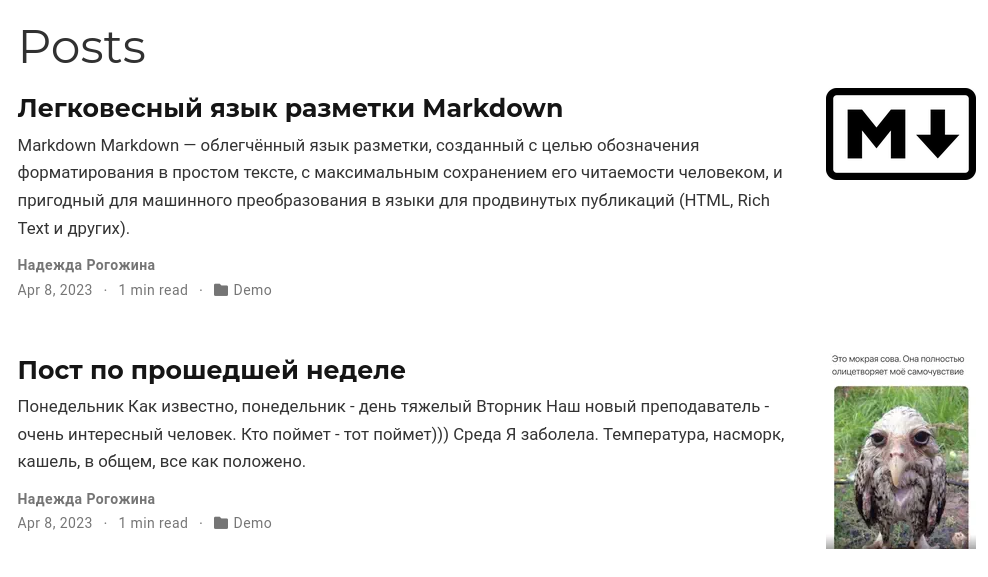 Posts
Легковесный язык разметки Markdown
Markdown Markdown — облегчённый язык разметки, созданный с целью обозначения
форматирования в простом тексте, с максимальным сохранением его читаемости человеком, и
пригодный для машинного преобразования в языки для продвинутых публикаций (HTML, Rich
Text и других).
Надежда Рогожина
Apr 8, 2023 · 1 min read · Demo
M
Пост по прошедшей неделе
Понедельник Как известно, понедельник - день тяжелый Вторник Наш новый преподаватель -
очень интересный человек. Кто поймет - тот поймет))) Среда Я заболела. Температура, насморк,
кашель, в общем, все как положено.
Надежда Рогожина
Apr 8, 2023 · 1 min read · Demo
Это мокрая сова. Она полностью
олицетворяет моё самочувствие